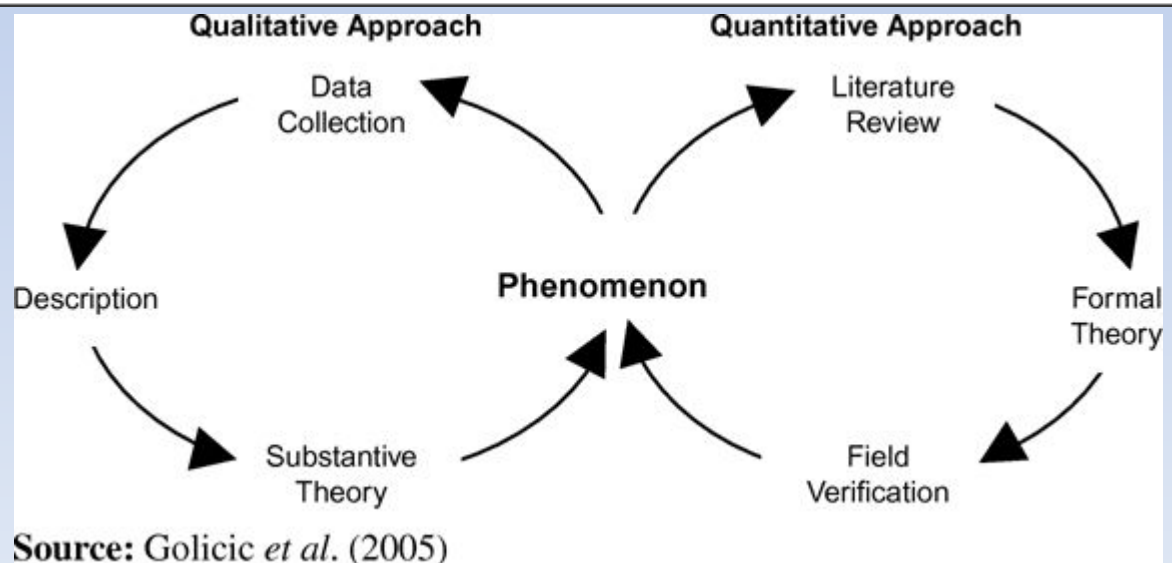 Qualitative Approach
Quantitative Approach
Data
Collection
Literature
Review
Description
Phenomenon
Formal
Theory
Substantive
Theory
Field
Verification
Source: Golicic et al. (2005)